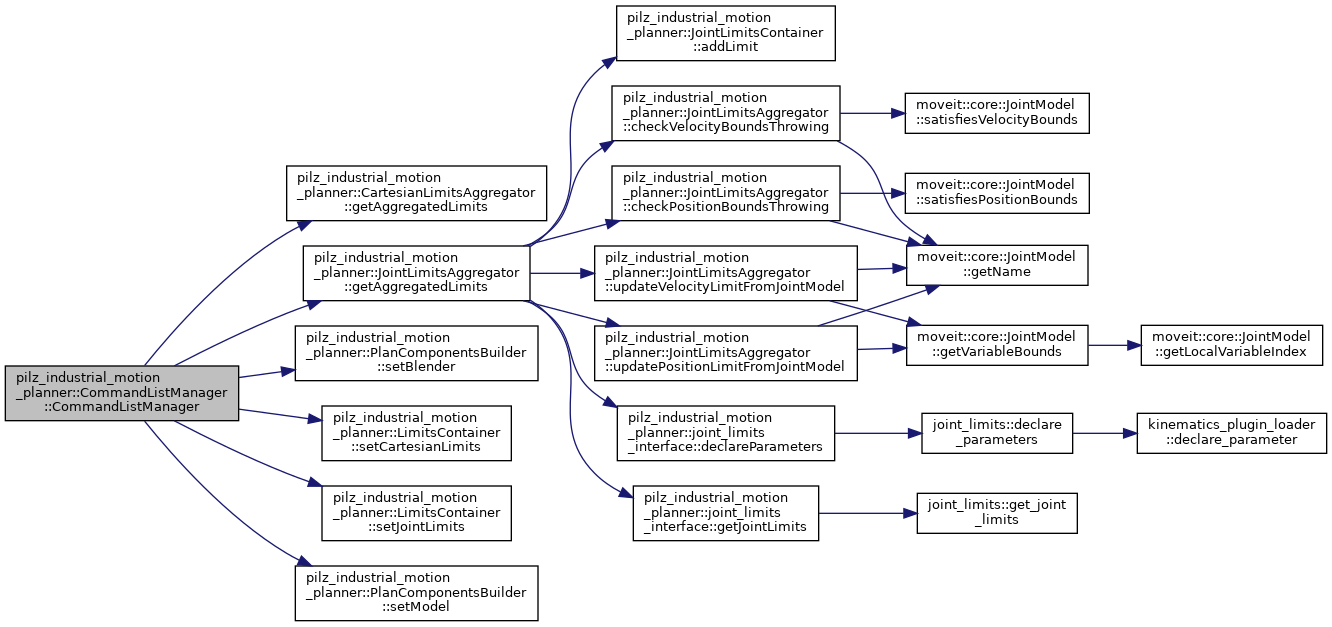 pilz_industrial_motion
_planner::CommandListManager
::CommandListManager
pilz_industrial_motion
_planner::CartesianLimitsAggregator
::getAggregatedLimits
pilz_industrial_motion
_planner::JointLimitsAggregator
::getAggregatedLimits
pilz_industrial_motion
_planner::PlanComponentsBuilder
::setBlender
pilz_industrial_motion
_planner::LimitsContainer
::setCartesianLimits
pilz_industrial_motion
_planner::LimitsContainer
::setJointLimits
pilz_industrial_motion
_planner::PlanComponentsBuilder
::setModel
pilz_industrial_motion
_planner::JointLimitsContainer
::addLimit
pilz_industrial_motion
_planner::JointLimitsAggregator
::checkVelocityBoundsThrowing
pilz_industrial_motion
_planner::JointLimitsAggregator
::checkPositionBoundsThrowing
pilz_industrial_motion
_planner::JointLimitsAggregator
::updateVelocityLimitFromJointModel
pilz_industrial_motion
_planner::JointLimitsAggregator
::updatePositionLimitFromJointModel
pilz_industrial_motion
_planner::joint_limits
_interface::declareParameters
pilz_industrial_motion
_planner::joint_limits
_interface::getJointLimits
moveit::core::JointModel
::satisfiesVelocityBounds
moveit::core::JointModel
::satisfiesPositionBounds
moveit::core::JointModel
::getName
moveit::core::JointModel
::getVariableBounds
joint_limits::declare
_parameters
joint_limits::get_joint
_limits
moveit::core::JointModel
::getLocalVariableIndex
kinematics_plugin_loader
::declare_parameter